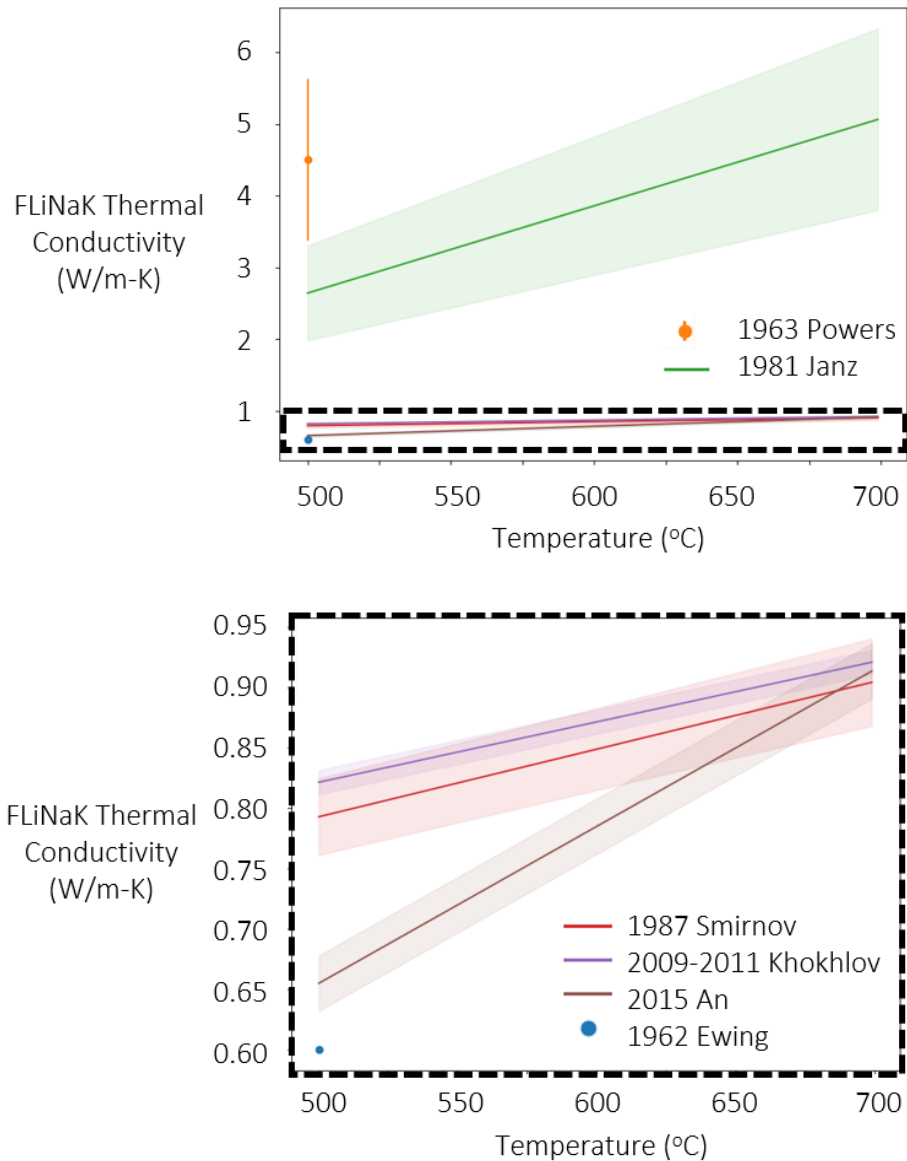 6
5
4
3
2
1
FLiNaK Thermal
Conductivity
(W/m-K)
1963 Powers
1981 Janz
500 550 600 650 700
Temperature (°C)
0.95
0.90
0.85
0.80
0.75
0.70
0.65
0.60
FLiNaK Thermal
Conductivity
(W/m-K)
1987 Smirnov
2009-2011 Khokhlov
2015 An
1962 Ewing
500 550 600 650 700
Temperature (°C)